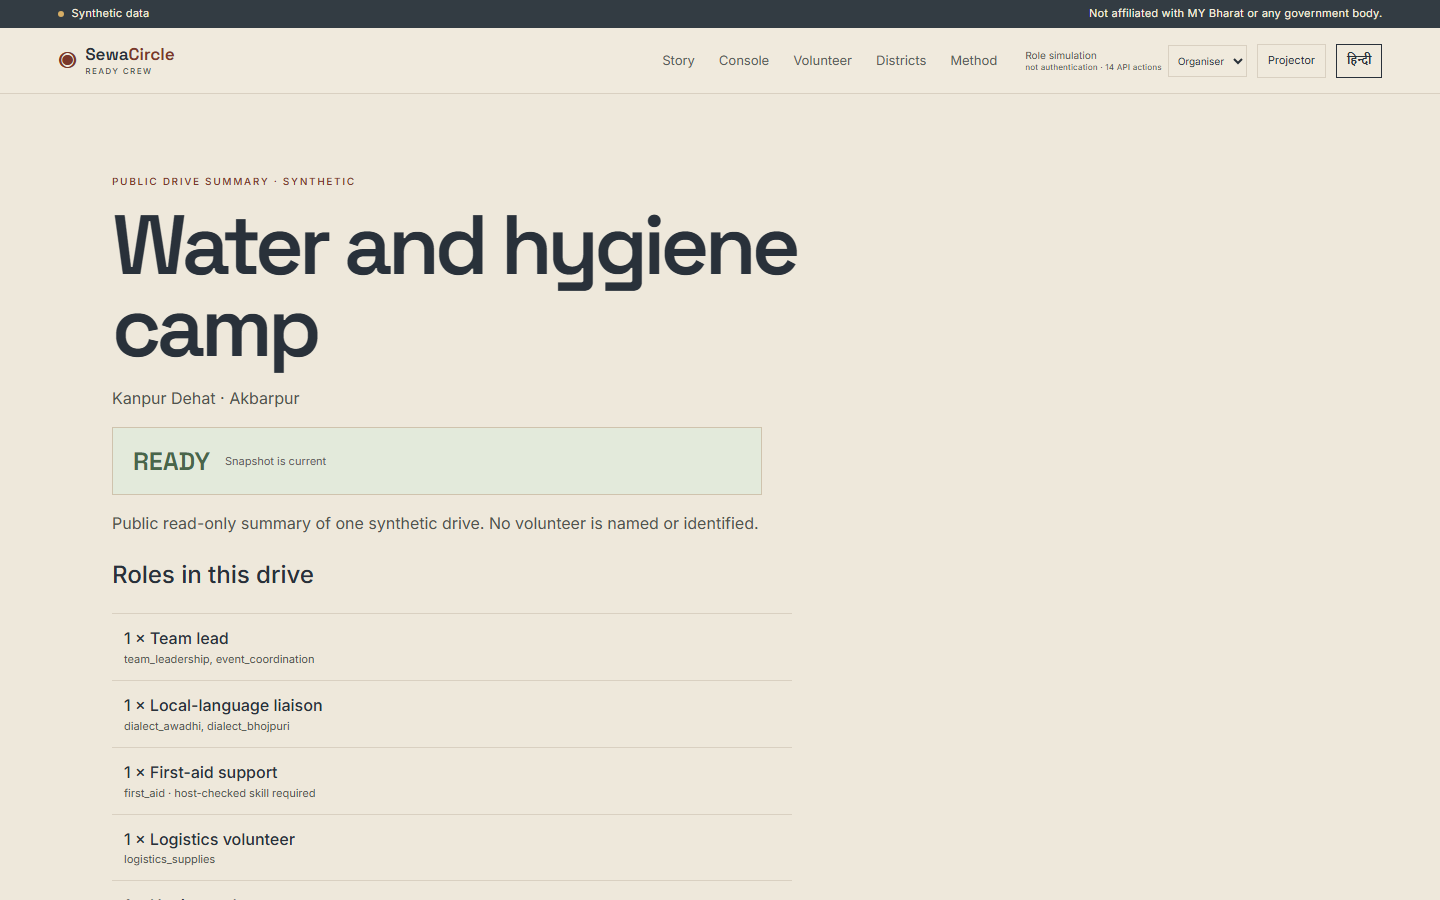 Synthetic data
Not affiliated with MY Bharat or any government body.
SewaCircle
READY CREW
Story
Console
Volunteer
Districts
Method
Role simulation
not authentication · 14 API actions
Organiser
Projector
हिन्दी
PUBLIC DRIVE SUMMARY · SYNTHETIC
Water and hygiene
camp
Kanpur Dehat · Akbarpur
READY
Snapshot is current
Public read-only summary of one synthetic drive. No volunteer is named or identified.
Roles in this drive
1 × Team lead
team_leadership, event_coordination
1 × Local-language liaison
dialect_awadhi, dialect_bhojpuri
1 × First-aid support
first_aid · host-checked skill required
1 × Logistics volunteer
logistics_supplies